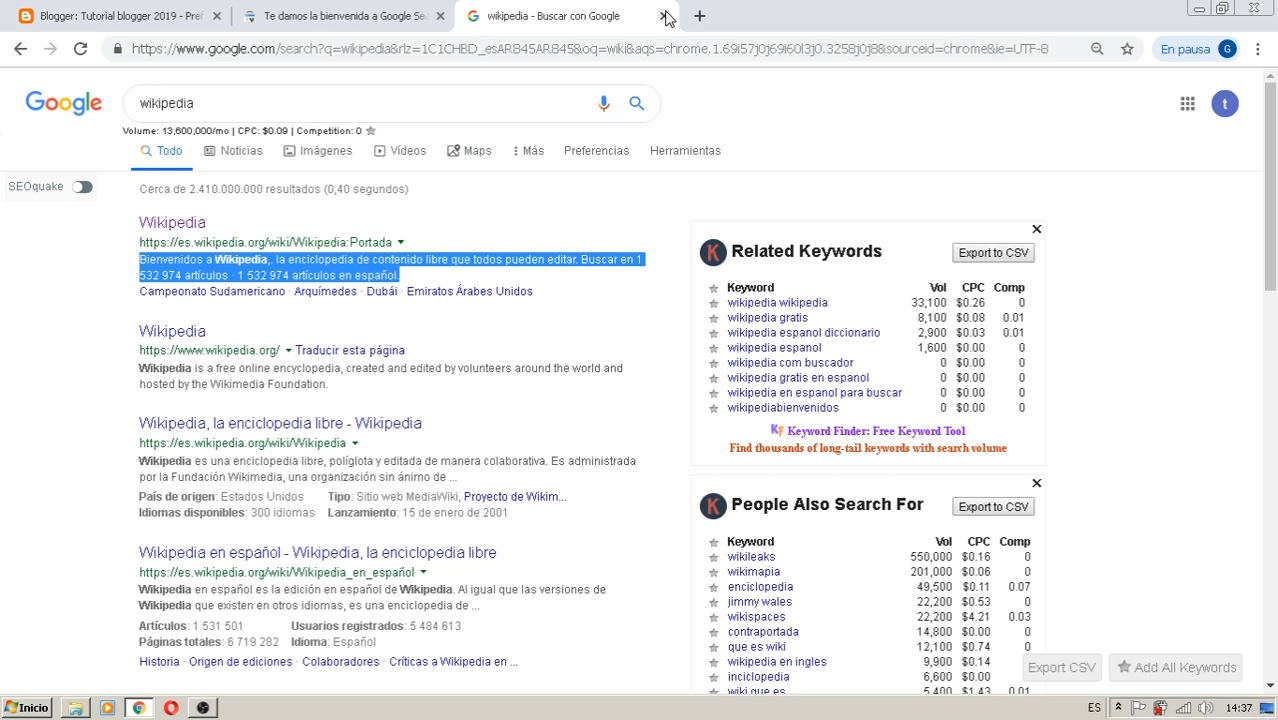 Blogger: Tutorial blogger 2019 - Pref
Te damos la bienvenida a Google Se
wikipedia - Buscar con Google
https://www.google.com/search?q=wikipedia&rlz=1C1CHBD_esAR845AR845&oq=wiki&aqs=chrome.1.69i57j0j69i60l3j0.3258j0j8&sourceid=chrome&ie=UTF-8
En pausa
G
Google
wikipedia
t
Volume: 13,600,000/mo | CPC: $0.09 | Competition: 0
Todo
Noticias
Imágenes
Vídeos
Maps
Más
Preferencias
Herramientas
SEOquake
Cerca de 2.410.000.000 resultados (0,40 segundos)
Wikipedia
https://es.wikipedia.org/wiki/Wikipedia:Portada
Bienvenidos a Wikipedia,. la enciclopedia de contenido libre que todos pueden editar. Buscar en 1
532 974 artículos · 1 532 974 artículos en español.
Campeonato Sudamericano · Arquímedes · Dubái · Emiratos Árabes Unidos
Wikipedia
https://www.wikipedia.org/ Traducir esta página
Wikipedia is a free online encyclopedia, created and edited by volunteers around the world and
hosted by the Wikimedia Foundation.
Wikipedia, la enciclopedia libre - Wikipedia
https://es.wikipedia.org/wiki/Wikipedia
Wikipedia es una enciclopedia libre, políglota y editada de manera colaborativa. Es administrada
por la Fundación Wikimedia, una organización sin ánimo de ...
País de origen: Estados Unidos Tipo: Sitio web MediaWiki, Proyecto de Wikim...
Idiomas disponibles: 300 idiomas Lanzamiento: 15 de enero de 2001
Wikipedia en español - Wikipedia, la enciclopedia libre
https://es.wikipedia.org/wiki/Wikipedia_en_español
Wikipedia en español es la edición en español de Wikipedia. Al igual que las versiones de
Wikipedia que existen en otros idiomas, es una enciclopedia de ...
Artículos: 1 531 501 Usuarios registrados: 5 484 613
Páginas totales: 6 719 282 Idioma: Español
Historia · Origen de ediciones · Colaboradores · Críticas a Wikipedia en ...
K Related Keywords Export to CSV
Keyword Vol CPC Comp
wikipedia wikipedia 33,100 $0.26 0
wikipedia gratis 8,100 $0.08 0.01
wikipedia espanol diccionario 2,900 $0.03 0.01
wikipedia espanol 1,600 $0.00 0
wikipedia com buscador 0 $0.00 0
wikipedia gratis en espanol 0 $0.00 0
wikipedia en espanol para buscar 0 $0.00 0
wikipediabienvenidos 0 $0.00 0
KF Keyword Finder: Free Keyword Tool
Find thousands of long-tail keywords with search volume
K People Also Search For Export to CSV
Keyword Vol CPC Comp
wikileaks 550,000 $0.16 0
wikimapia 201,000 $0.06 0
enciclopedia 49,500 $0.11 0.07
jimmy wales 22,200 $0.53 0
wikispaces 22,200 $4.21 0.03
contraportada 14,800 $0.00 0
que es wiki 12,100 $0.74 0
wikipedia en ingles 9,900 $0.14
inciclopedia 6,600 $0.00
wiki que es 5,400 $1.43 0.01
Export CSV
Add All Keywords
Inicio
ES
14:37